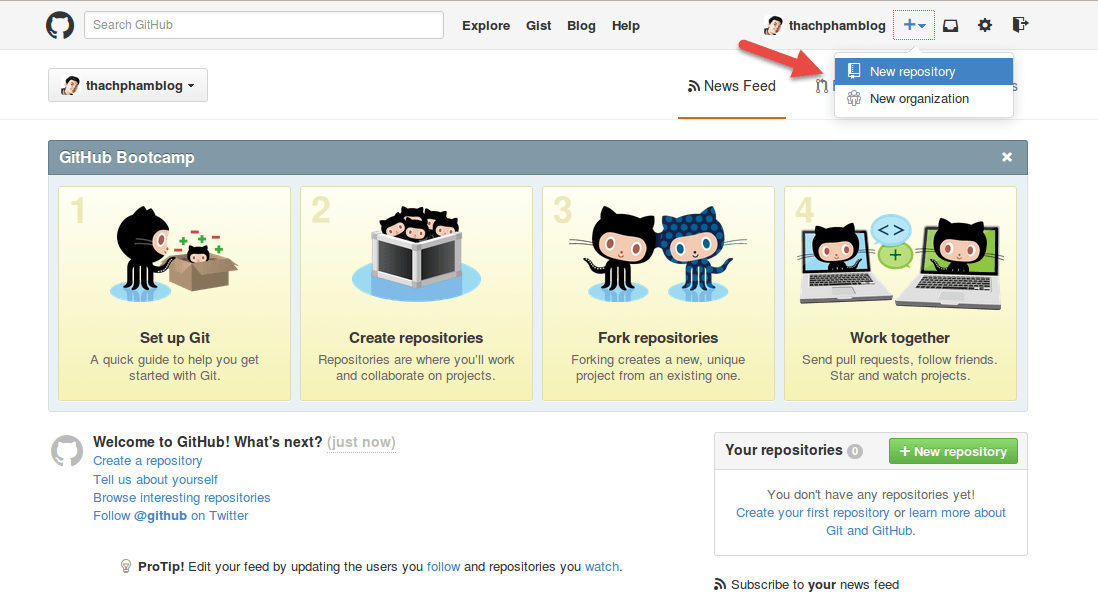 Search GitHub
Explore Gist Blog Help
thachphamblog
New repository
New organization
thachphamblog
News Feed
GitHub Bootcamp
1
Set up Git
A quick guide to help you get
started with Git.
2
Create repositories
Repositories are where you'll work
and collaborate on projects.
3
Fork repositories
Forking creates a new, unique
project from an existing one.
4
Work together
Send pull requests, follow friends.
Star and watch projects.
Welcome to GitHub! What's next? (just now)
Create a repository
Tell us about yourself
Browse interesting repositories
Follow @github on Twitter
ProTip! Edit your feed by updating the users you follow and repositories you watch.
Your repositories 0
+ New repository
You don't have any repositories yet!
Create your first repository or learn more about
Git and GitHub.
Subscribe to your news feed